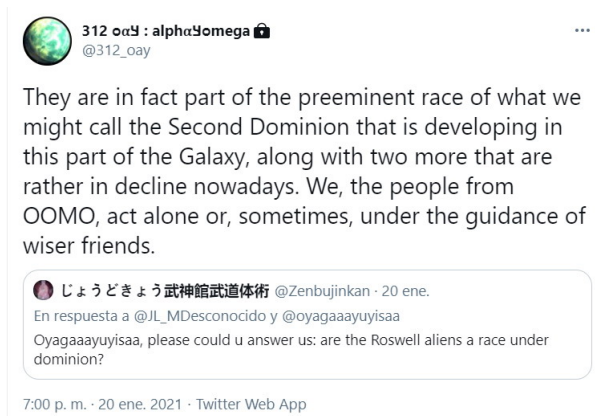 312 oαყ : alphαყomega🔒
@312_oay
They are in fact part of the preeminent race of what we
might call the Second Dominion that is developing in
this part of the Galaxy, along with two more that are
rather in decline nowadays. We, the people from
OOMO, act alone or, sometimes, under the guidance of
wiser friends.
じょうどきょう武神館武道体術 @Zenbujinkan · 20 ene.
En respuesta a @JL_MDesconocido y @oyagaaayuyisaa
Oyagaaayuyisaa, please could u answer us: are the Roswell aliens a race under
dominion?
7:00 p. m. · 20 ene. 2021 · Twitter Web App